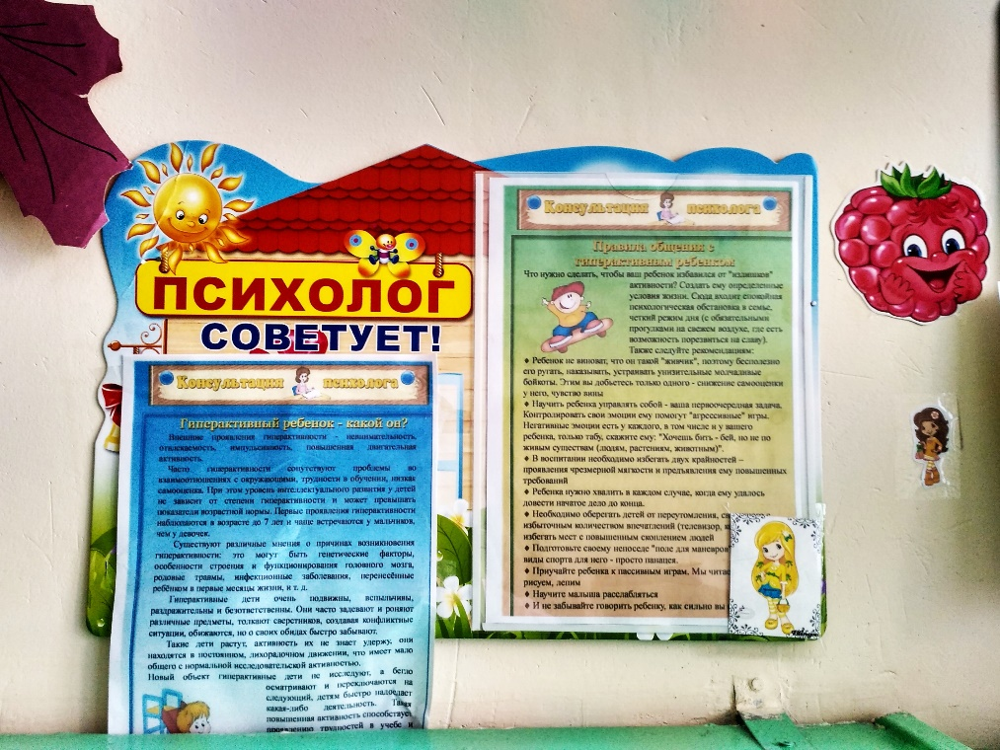 ПСИХОЛОГ
СОВЕТУЕТ!
Консультация психолога
Гиперактивный ребенок - какой он?
Внешние проявления гиперактивности - невнимательность,
отвлекаемость, импульсивность, повышенная двигательная
активность.
Часто гиперактивности сопутствуют проблемы во
взаимоотношениях с окружающими, трудности в обучении, низкая
самооценка. При этом уровень интеллектуального развития у детей
не зависит от степени гиперактивности и может превышать
показатели возрастной нормы. Первые проявления гиперактивности
наблюдаются в возрасте до 7 лет и чаще встречаются у мальчиков,
чем у девочек.
Существуют различные мнения о причинах возникновения
гиперактивности: это могут быть генетические факторы,
особенности строения и функционирования головного мозга,
родовые травмы, инфекционные заболевания, перенесённые
ребёнком в первые месяцы жизни, и т. д.
Гиперактивные дети очень подвижны, вспыльчивы,
раздражительны и безответственны. Они часто задевают и роняют
различные предметы, толкают сверстников, создавая конфликтные
ситуации, обижаются, но о своих обидах быстро забывают.
Такие дети растут, активность их не знает удержу, они
находятся в постоянном, лихорадочном движении, что имеет мало
общего с нормальной исследовательской активностью.
Новый объект гиперактивные дети не исследуют, а бегло
осматривают и переключаются на
следующий, детям быстро надоедает
какая-либо деятельность. Такая
повышенная активность способствует
проявлению трудностей в учебе и
Консультация психолога
Правила общения с
гиперактивным ребенком
Что нужно сделать, чтобы ваш ребенок избавился от "излишков"
активности? Создать ему определенные
условия жизни. Сюда входит спокойная
психологическая обстановка в семье,
четкий режим дня (с обязательными
прогулками на свежем воздухе, где есть
возможность порезвиться на славу).
Также следуйте рекомендациям:
♦ Ребенок не виноват, что он такой "живчик", поэтому бесполезно
его ругать, наказывать, устраивать унизительные молчаливые
бойкоты. Этим вы добьетесь только одного - снижение самооценки
у него, чувство вины
♦ Научить ребенка управлять собой - ваша первоочередная задача.
Контролировать свои эмоции ему помогут "агрессивные" игры.
Негативные эмоции есть у каждого, в том числе и у вашего
ребенка, только табу, скажите ему: "Хочешь бить - бей, но не по
живым существам (людям, растениям, животным)".
♦ В воспитании необходимо избегать двух крайностей –
проявления чрезмерной мягкости и предъявления ему повышенных
требований
♦ Ребенка нужно хвалить в каждом случае, когда ему удалось
довести начатое дело до конца.
♦ Необходимо оберегать детей от переутомления,
избыточным количеством впечатлений (телевизор,
избегать мест с повышенным скоплением людей
♦ Подготовьте своему непоседе "поле для
виды спорта для него - просто панацея.
♦ Приучайте ребенка к пассивным играм. Мы
рисуем, лепим
♦ Научите малыша расслабляться
♦ И не забывайте говорить ребенку, как сильно вы